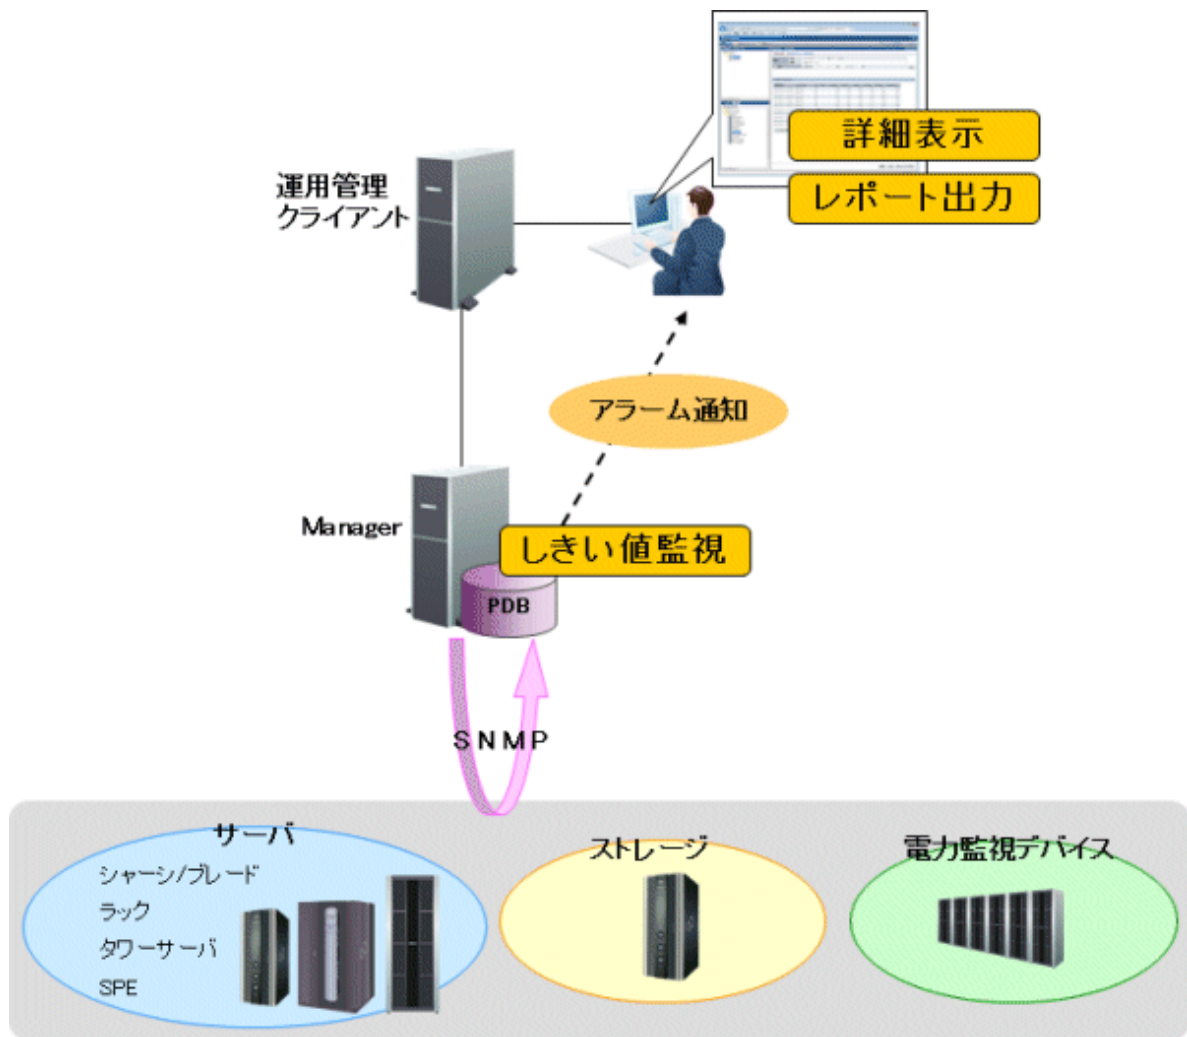 詳細表示
レポート出力
運用管理
クライアント
アラーム通知
Manager
しきい値監視
PDB
SNMP
サーバ
シャーシ/ブレード
ラック
タワーサーバ
SPE
ストレージ
電力監視デバイス